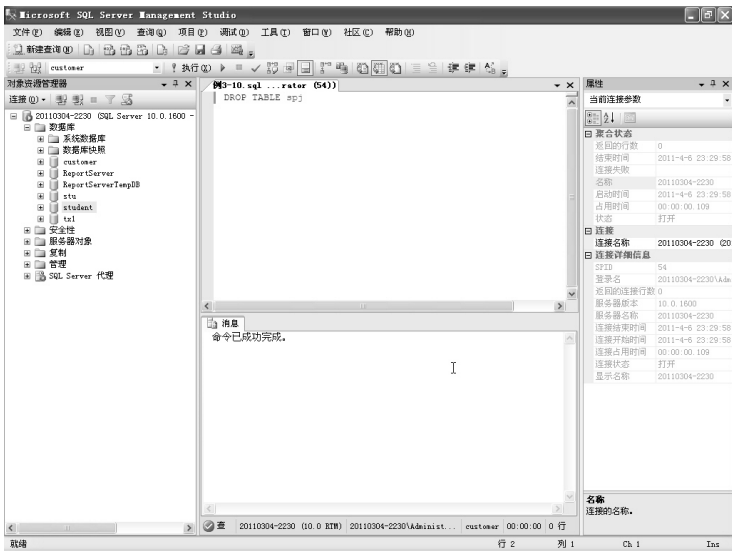 Microsoft SQL Server Management Studio
文件(F) 编辑(E) 视图(V) 查询(Q) 项目(P) 调试(D) 工具(T) 窗口(W) 社区(C) 帮助(H)
新建查询(N)
customer 执行(X)
对象资源管理器
连接(O)
20110304-2230 (SQL Server 10.0.1600 -
数据库
系统数据库
数据库快照
customer
ReportServer
ReportServerTempDB
stu
student
txl
安全性
服务器对象
复制
管理
SQL Server 代理
例3-10.sql ...rator (54))
DROP TABLE spj
消息
命令已成功完成。
查 20110304-2230 (10.0 RTM) 20110304-2230\Administ... customer 00:00:00 0 行
属性
当前连接参数
聚合状态
返回的行数 0
结束时间 2011-4-6 23:29:58
连接失败
名称 20110304-2230
启动时间 2011-4-6 23:29:58
占用时间 00:00:00.109
状态 打开
连接
连接名称 20110304-2230 (20
连接详细信息
SPID 54
登录名 20110304-2230\Adm
返回的连接行数 0
服务器版本 10.0.1600
服务器名称 20110304-2230
连接结束时间 2011-4-6 23:29:58
连接开始时间 2011-4-6 23:29:58
连接占用时间 00:00:00.109
连接状态 打开
显示名称 20110304-2230
名称
连接的名称。
就绪 行 2 列 1 Ch 1 Ins